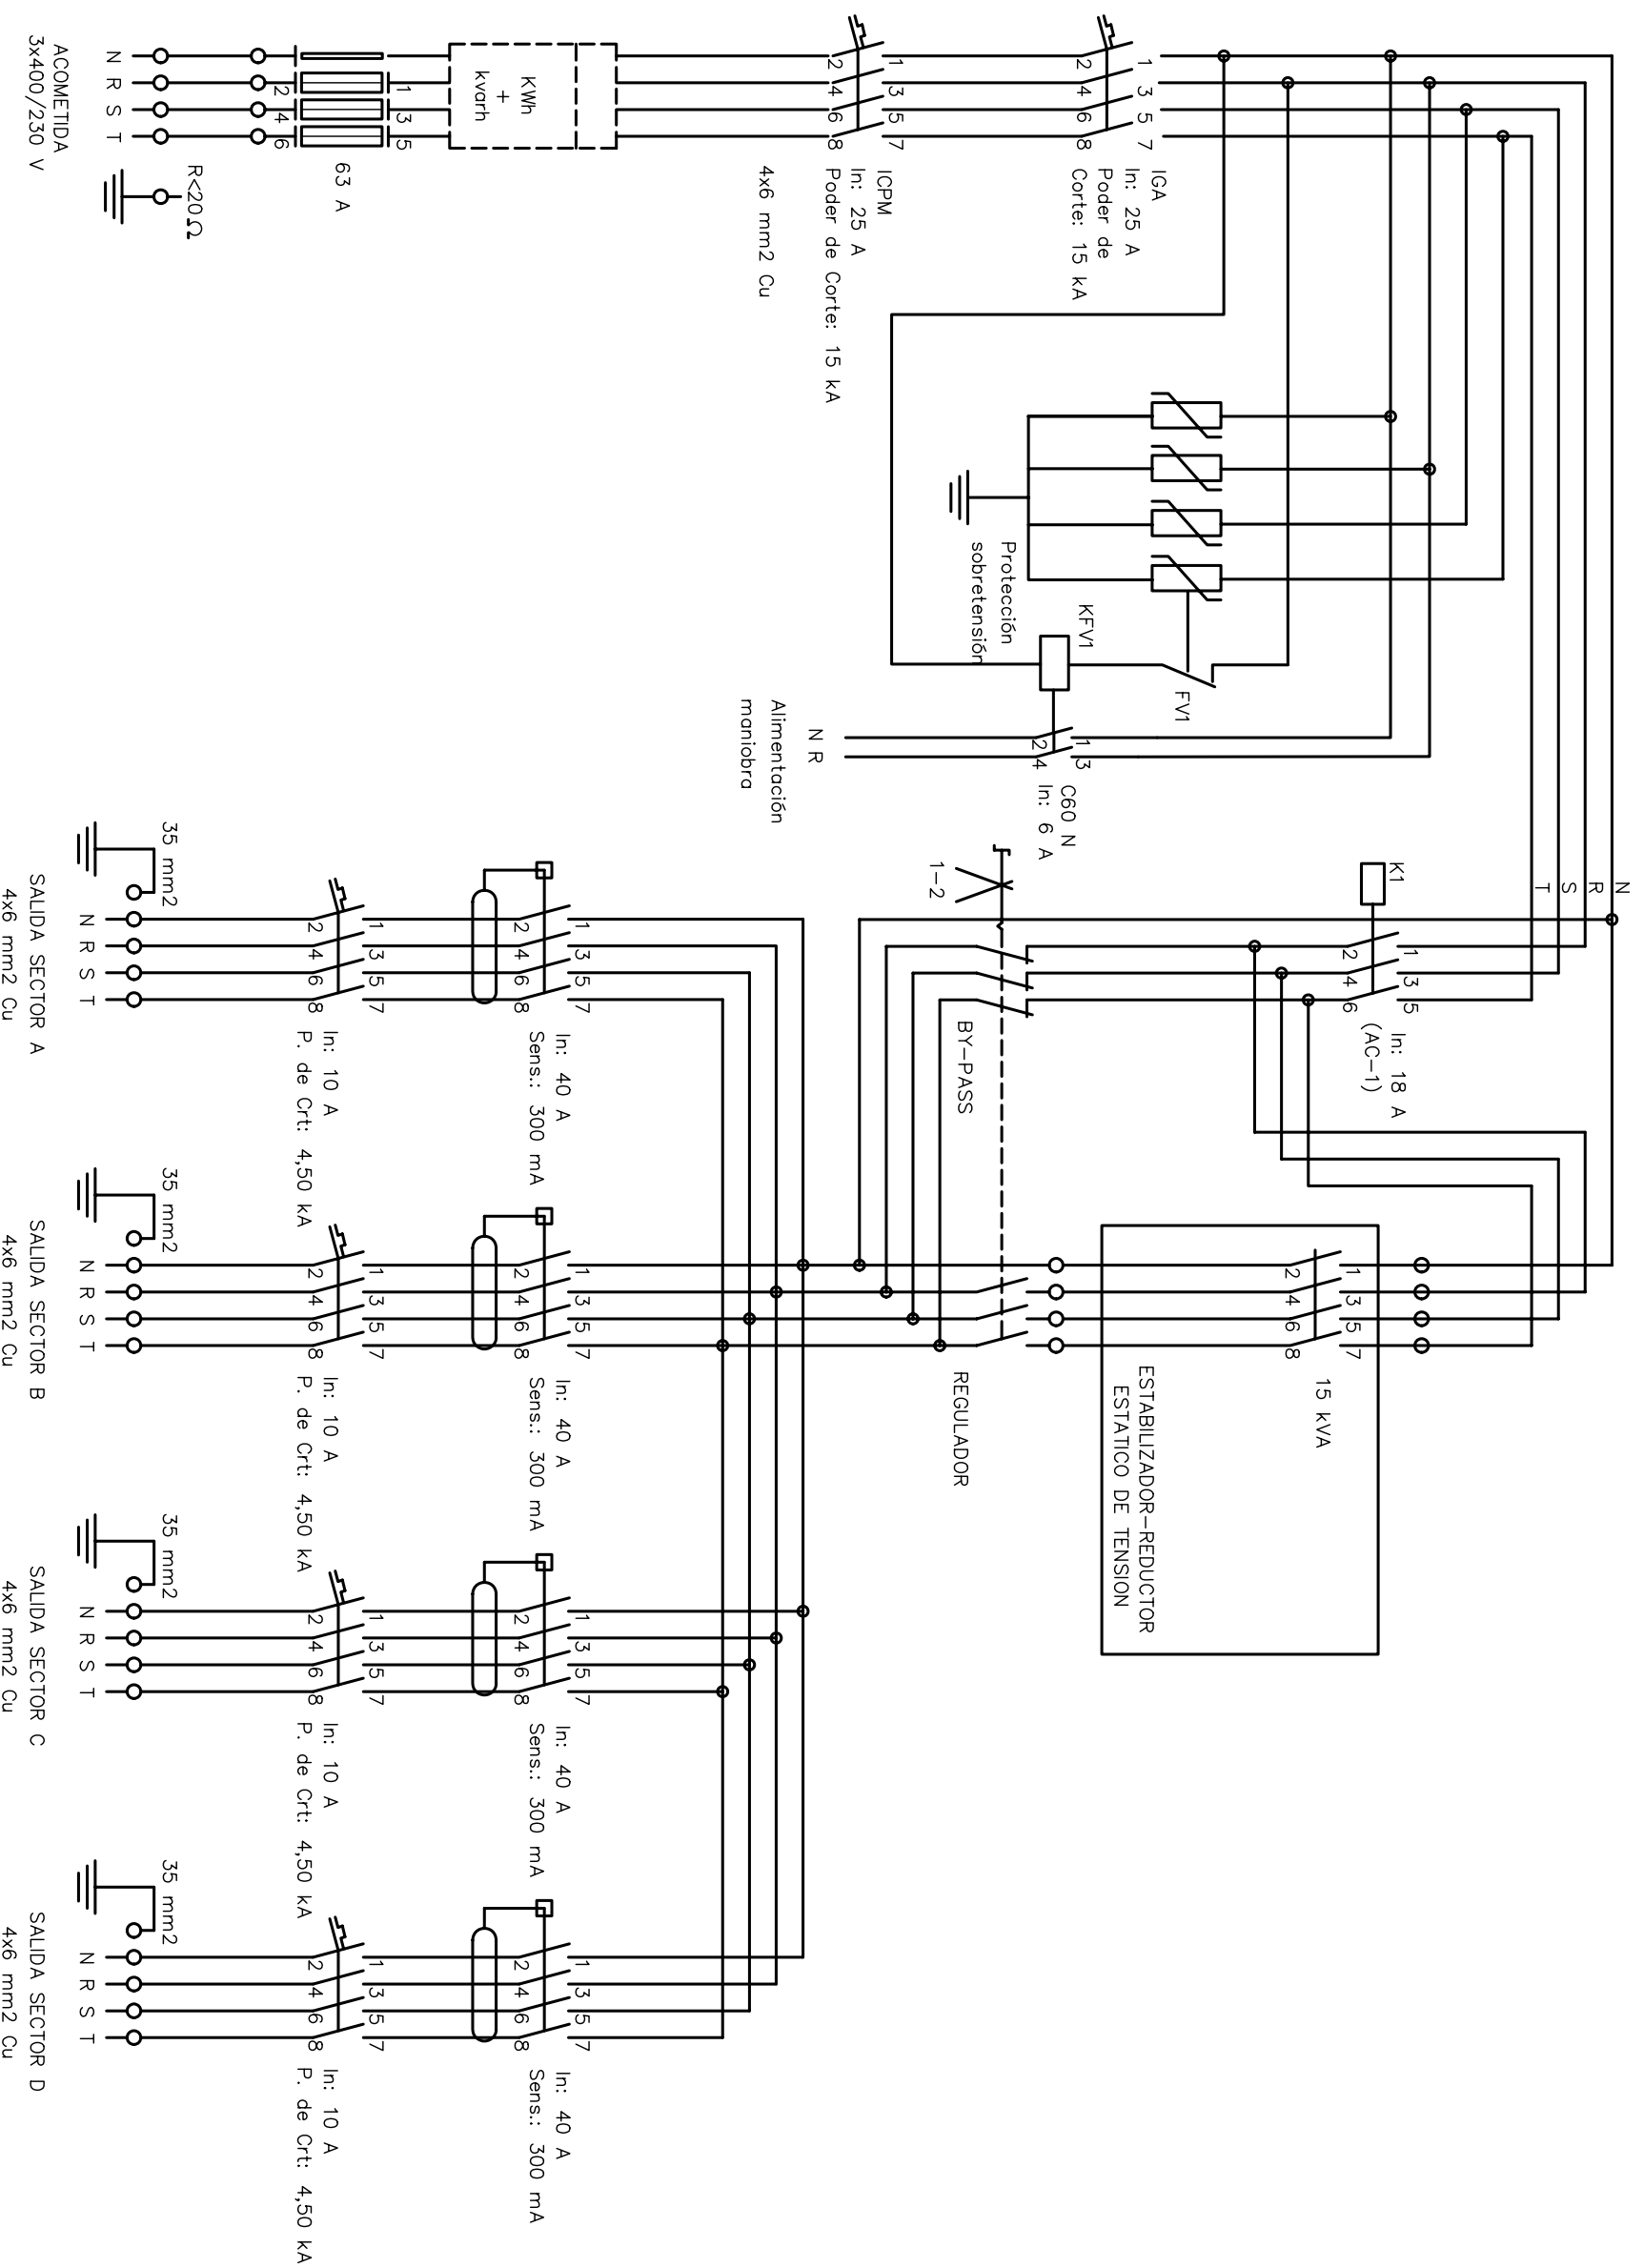 ACOMETIDA
3x400/230 V
N R S T
R<20Ω
63 A
2 4 6
1 3 5
KWh
+
kvarh
4x6 mm2 Cu
ICPM
In: 25 A
Poder de Corte: 15 kA
1 3 5 7
2 4 6 8
IGA
In: 25 A
Poder de
Corte: 15 kA
1 3 5 7
2 4 6 8
Protección
sobretensión
KFV1
FV1
C60 N
In: 6 A
1 3
2 4
N R
Alimentación
maniobra
N
R
S
T
K1
1 3 5
2 4 6
In: 18 A
(AC-1)
1-2
BY-PASS
REGULADOR
15 kVA
1 3 5 7
2 4 6 8
ESTABILIZADOR-REDUCTOR
ESTATICO DE TENSION
1 3 5 7
2 4 6 8
In: 40 A
Sens.: 300 mA
1 3 5 7
2 4 6 8
In: 10 A
P. de Crt: 4,50 kA
35 mm2
N R S T
SALIDA SECTOR A
4x6 mm2 Cu
1 3 5 7
2 4 6 8
In: 40 A
Sens.: 300 mA
1 3 5 7
2 4 6 8
In: 10 A
P. de Crt: 4,50 kA
35 mm2
N R S T
SALIDA SECTOR B
4x6 mm2 Cu
1 3 5 7
2 4 6 8
In: 40 A
Sens.: 300 mA
1 3 5 7
2 4 6 8
In: 10 A
P. de Crt: 4,50 kA
35 mm2
N R S T
SALIDA SECTOR C
4x6 mm2 Cu
1 3 5 7
2 4 6 8
In: 40 A
Sens.: 300 mA
1 3 5 7
2 4 6 8
In: 10 A
P. de Crt: 4,50 kA
35 mm2
N R S T
SALIDA SECTOR D
4x6 mm2 Cu